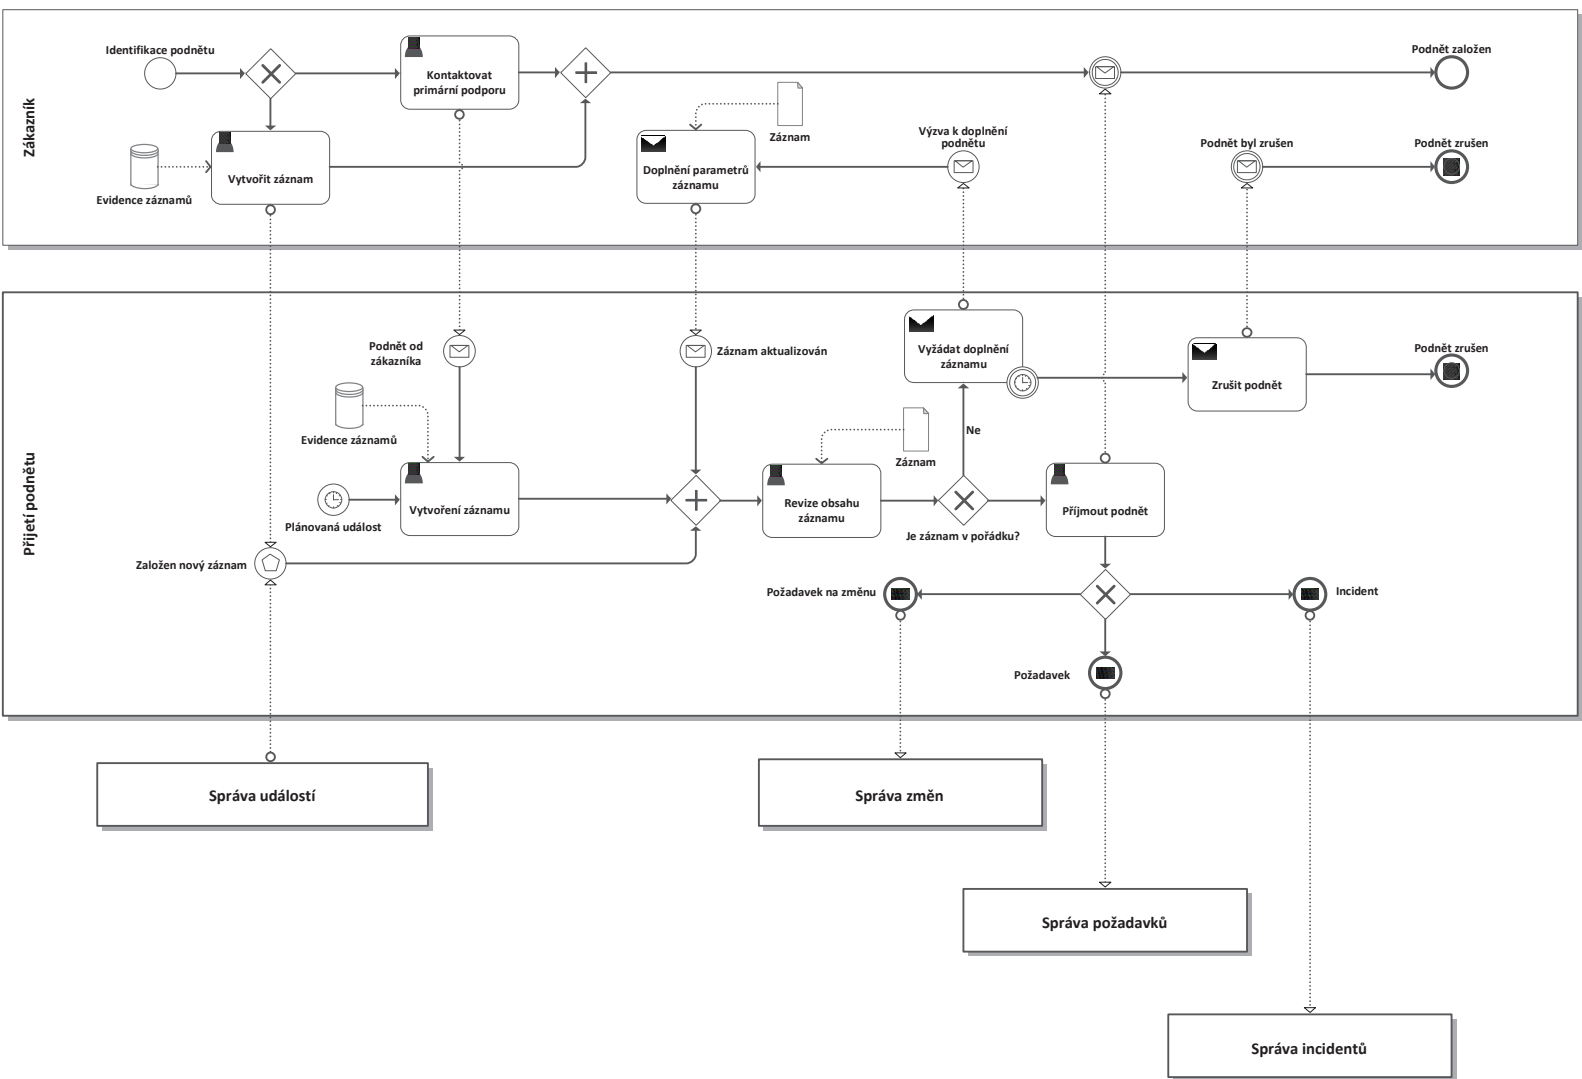 Zákazník
Identifikace podnětu
Kontaktovat
primární podporu
Podnět založen
Záznam
Výzva k doplnění
podnětu
Podnět byl zrušen
Podnět zrušen
Vytvořit záznam
Evidence záznamů
Doplnění parametrů
záznamu
Přijetí podnětu
Podnět od
zákazníka
Záznam aktualizován
Vyžádat doplnění
záznamu
Zrušit podnět
Podnět zrušen
Evidence záznamů
Ne
Záznam
Vytvoření záznamu
Plánovaná událost
Revize obsahu
záznamu
Je záznam v pořádku?
Příjmout podnět
Založen nový záznam
Požadavek na změnu
Incident
Požadavek
Správa událostí
Správa změn
Správa požadavků
Správa incidentů